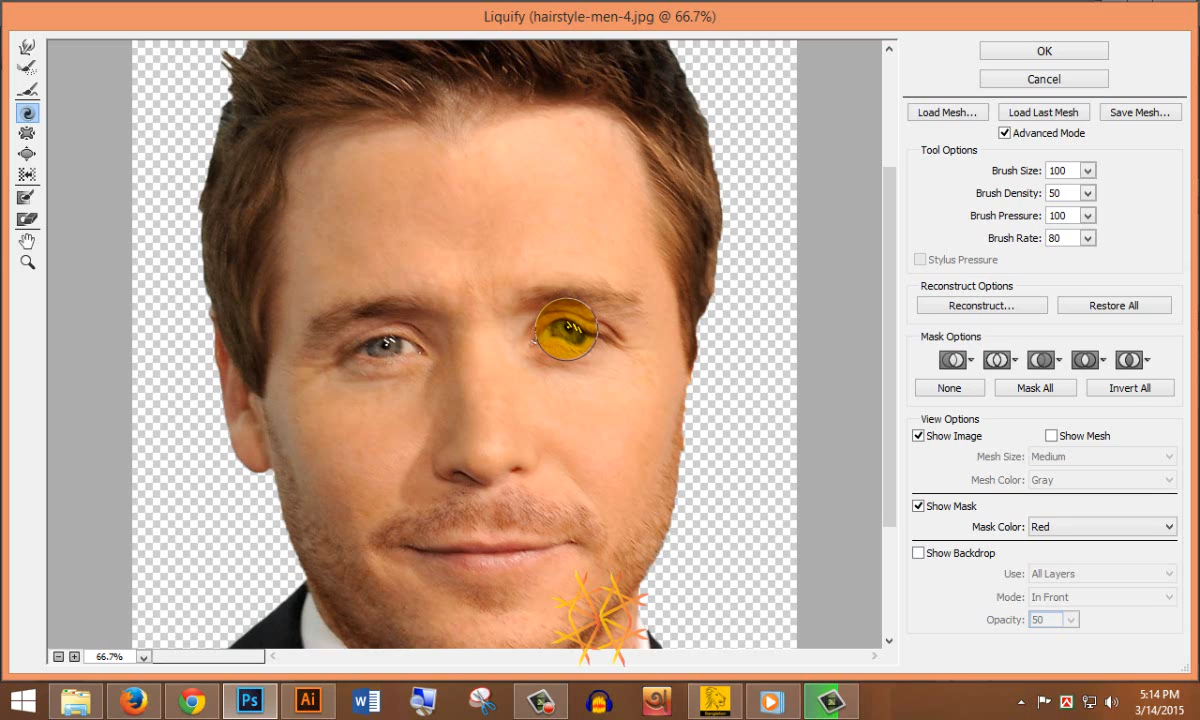 Liquify (hairstyle-men-4.jpg @ 66.7%)
OK
Cancel
Load Mesh...
Load Last Mesh
Save Mesh...
Advanced Mode
Tool Options
Brush Size: 100
Brush Density: 50
Brush Pressure: 100
Brush Rate: 80
Stylus Pressure
Reconstruct Options
Reconstruct...
Restore All
Mask Options
None
Mask All
Invert All
View Options
Show Image
Show Mesh
Mesh Size: Medium
Mesh Color: Gray
Show Mask
Mask Color: Red
Show Backdrop
Use: All Layers
Mode: In Front
Opacity: 50
66.7%
Ps
Ai
W
5:14 PM
3/14/2015